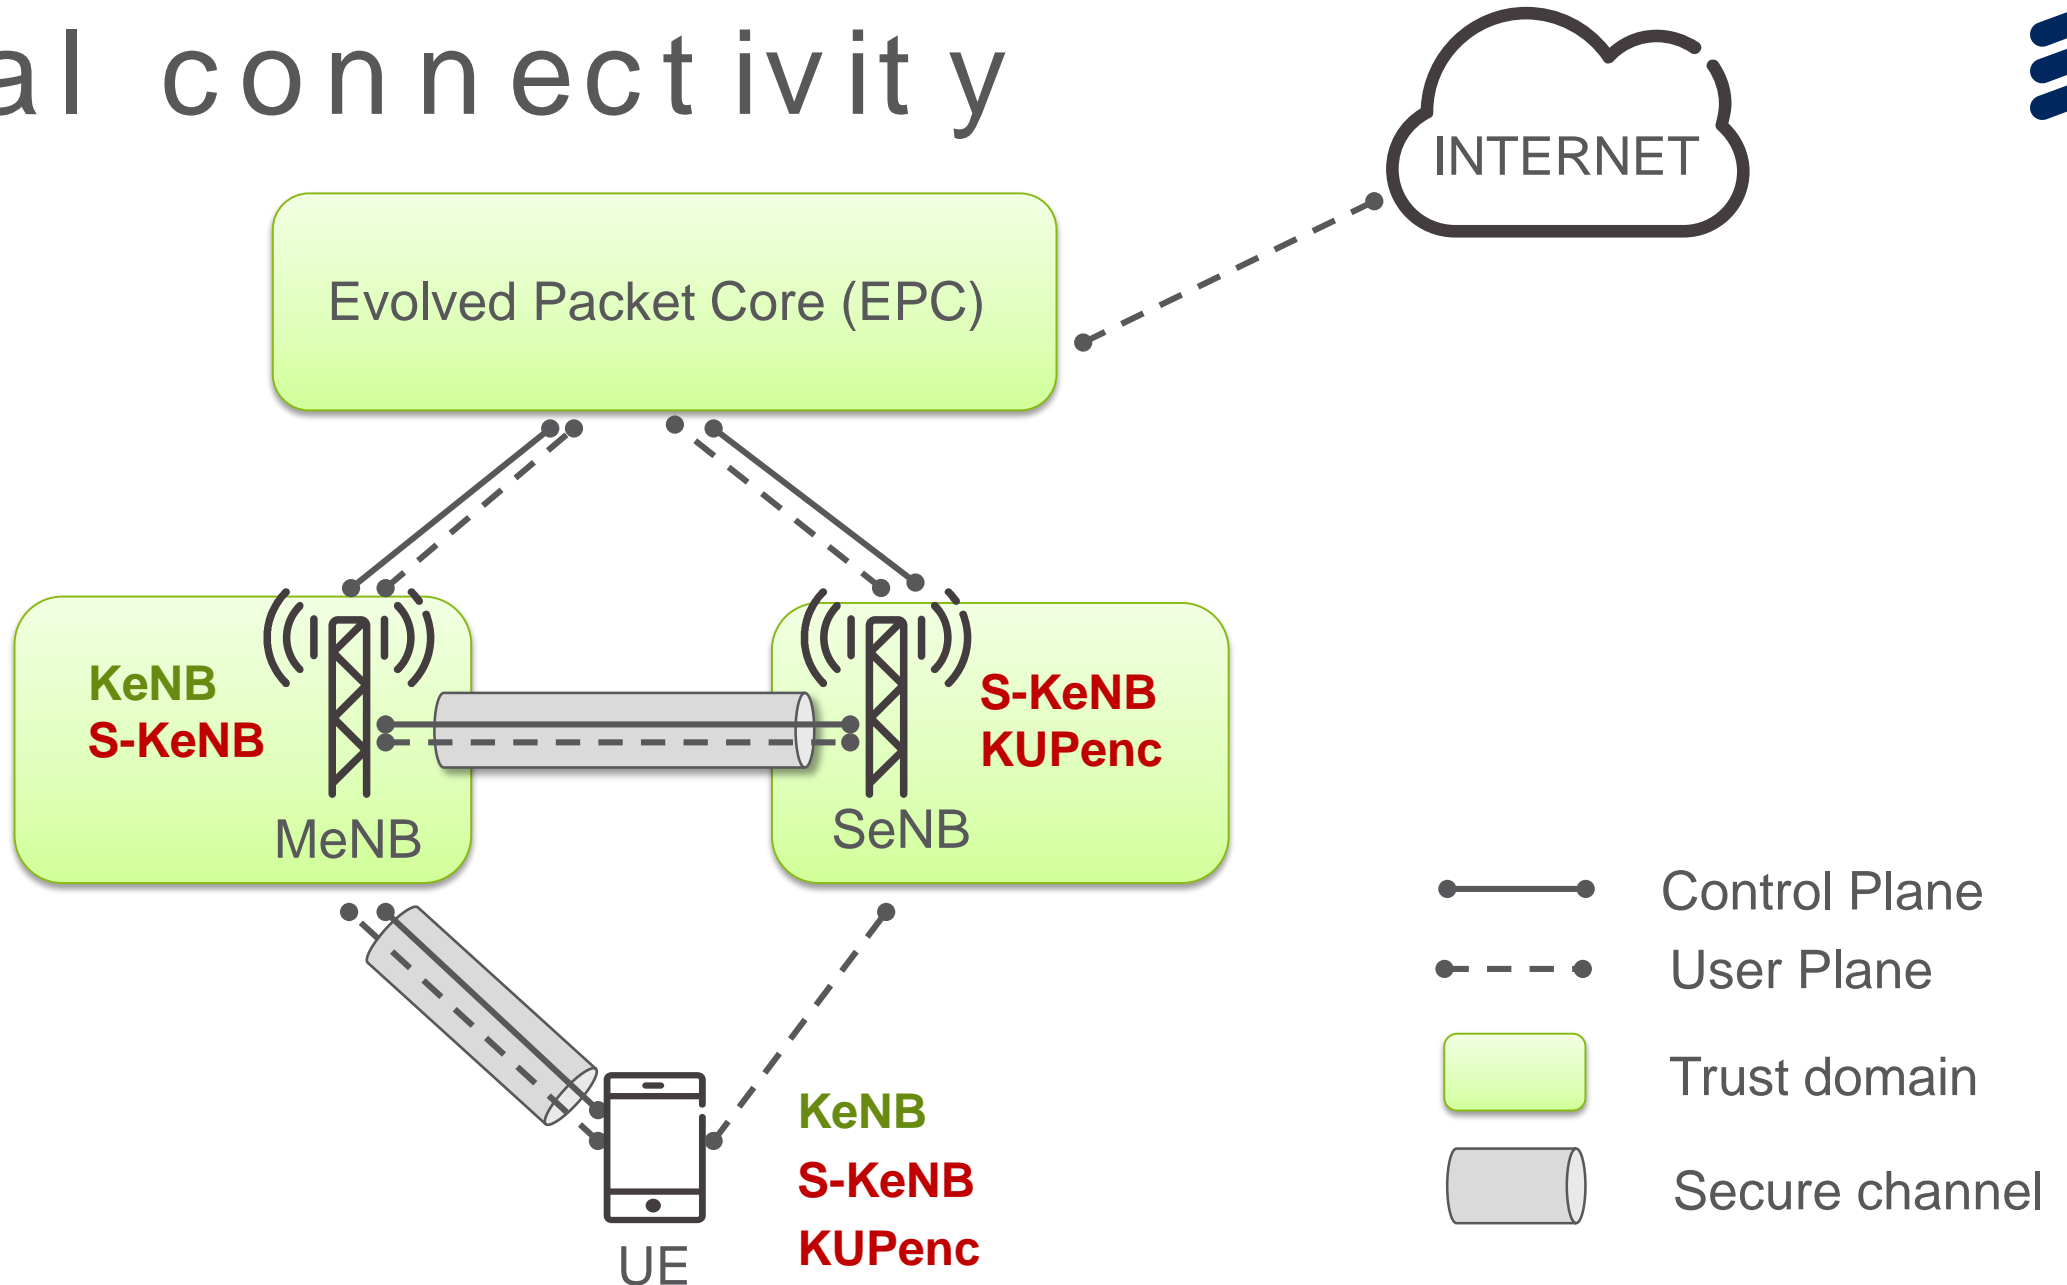 al connectivity
INTERNET
Evolved Packet Core (EPC)
KeNB
S-KeNB
MeNB
S-KeNB
KUPenc
SeNB
KeNB
S-KeNB
KUPenc
UE
Control Plane
User Plane
Trust domain
Secure channel